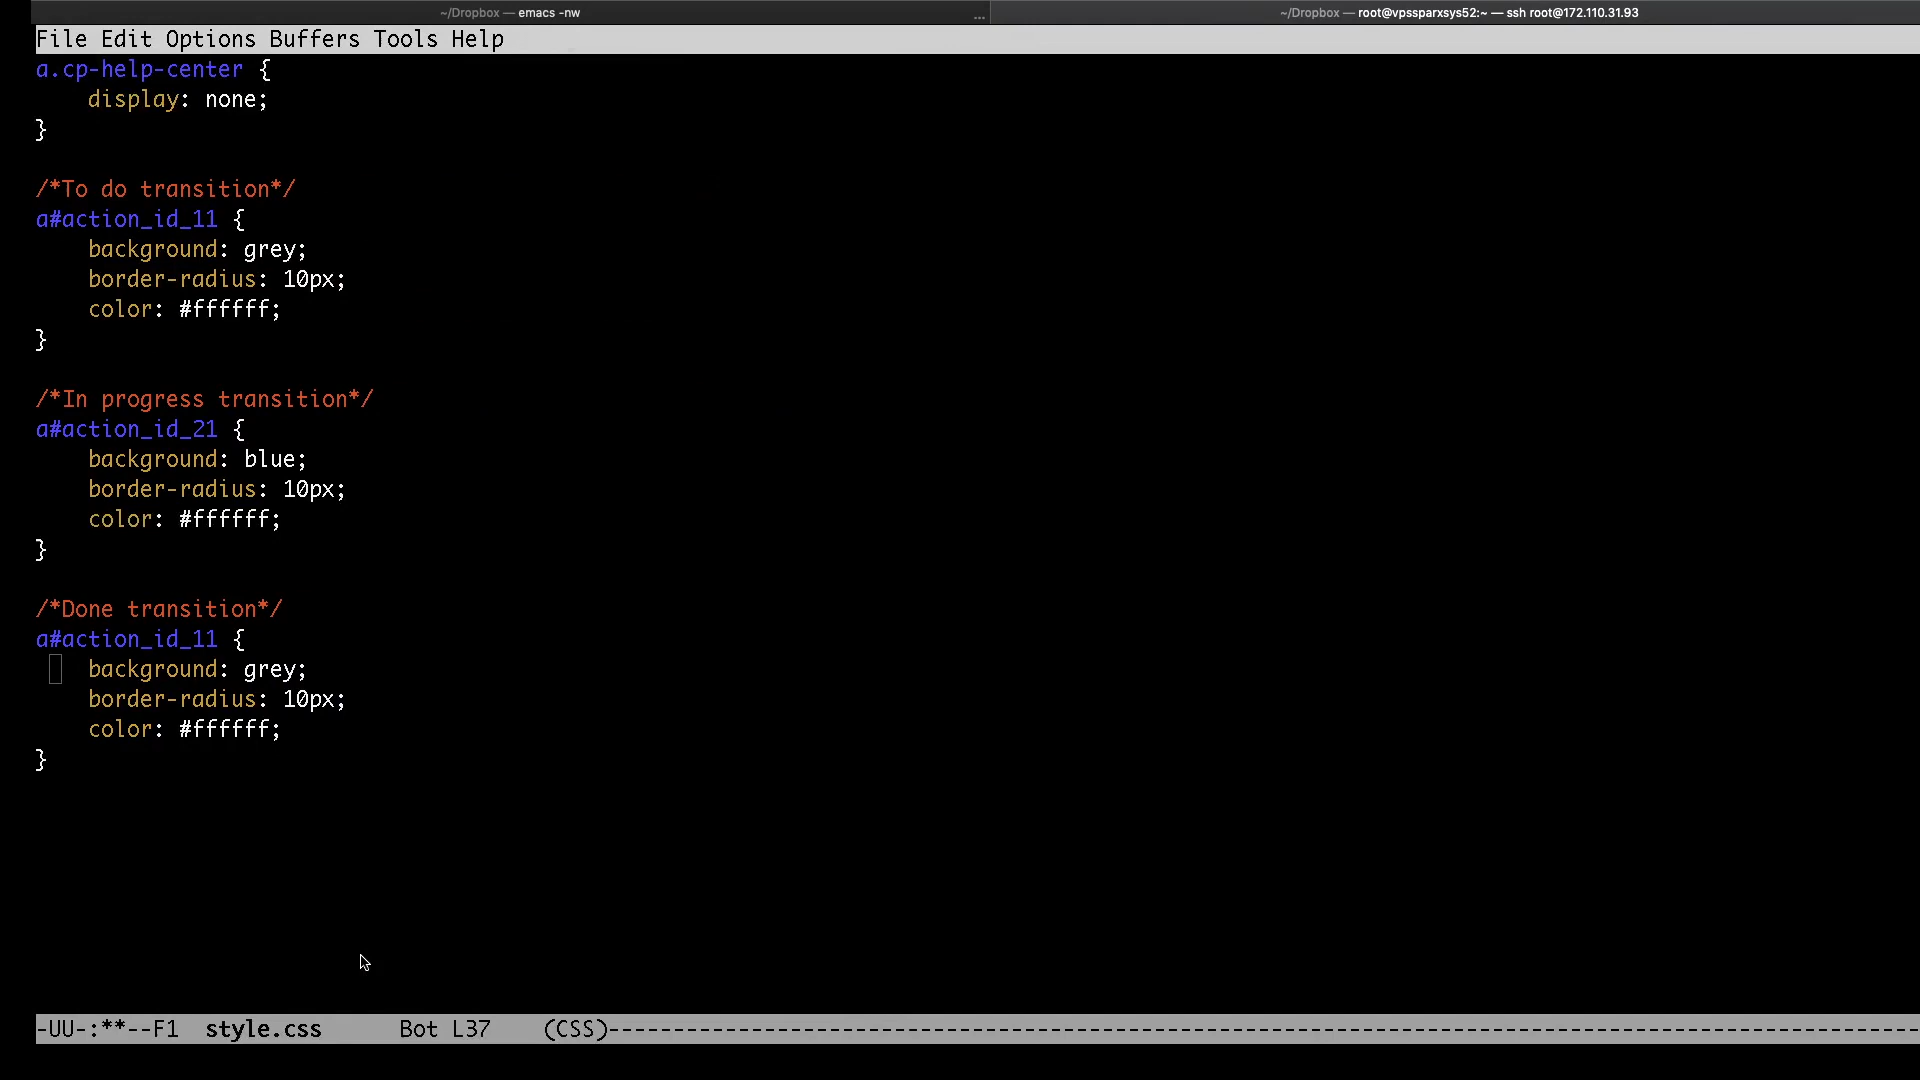 ~/Dropbox — emacs -nw
...
~/Dropbox — root@vpssparxsys52:~ — ssh root@172.110.31.93
File Edit Options Buffers Tools Help
a.cp-help-center {
    display: none;
}

/*To do transition*/
a#action_id_11 {
    background: grey;
    border-radius: 10px;
    color: #ffffff;
}

/*In progress transition*/
a#action_id_21 {
    background: blue;
    border-radius: 10px;
    color: #ffffff;
}

/*Done transition*/
a#action_id_11 {
    background: grey;
    border-radius: 10px;
    color: #ffffff;
}
-UU-:**--F1  style.css      Bot L37    (CSS)-----------------------------------------------------------------------------------------------------